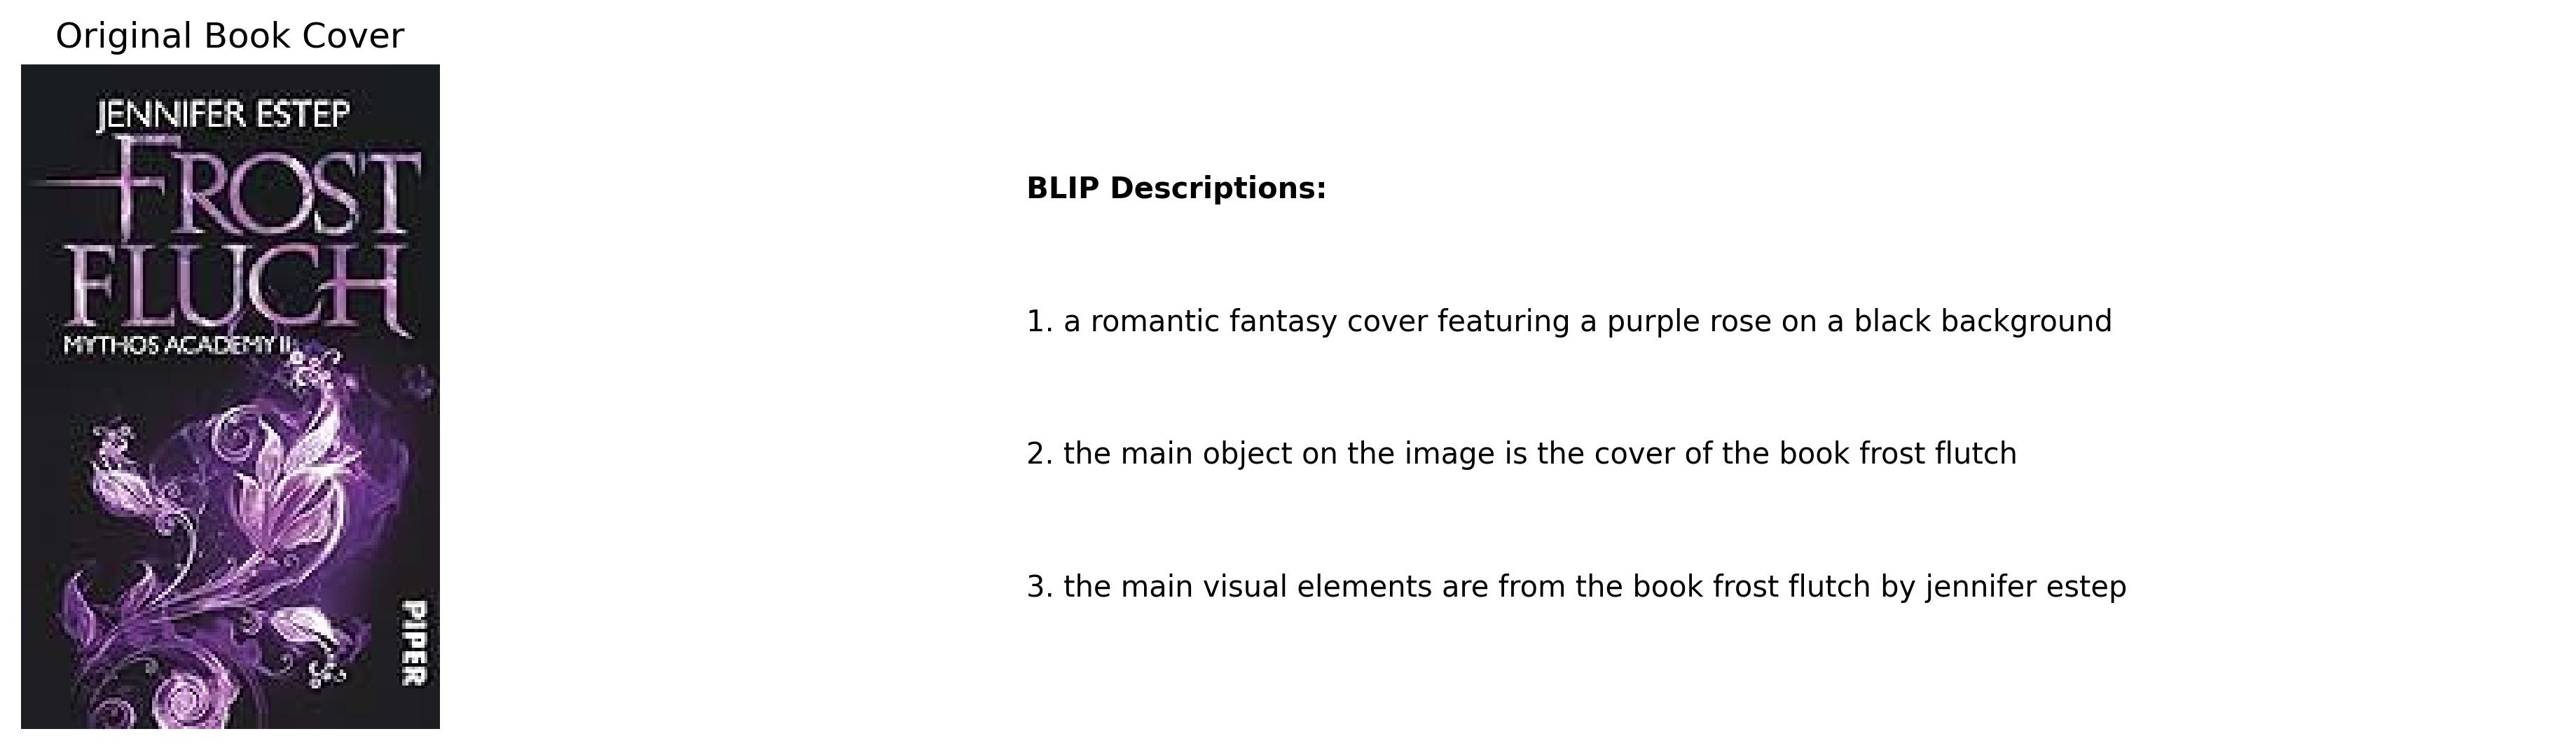 Original Book Cover
JENNIFER ESTEP
FROST
FLUCH
MYTHOS ACADEMY II
PIPER
BLIP Descriptions:
1. a romantic fantasy cover featuring a purple rose on a black background
2. the main object on the image is the cover of the book frost flutch
3. the main visual elements are from the book frost flutch by jennifer estep